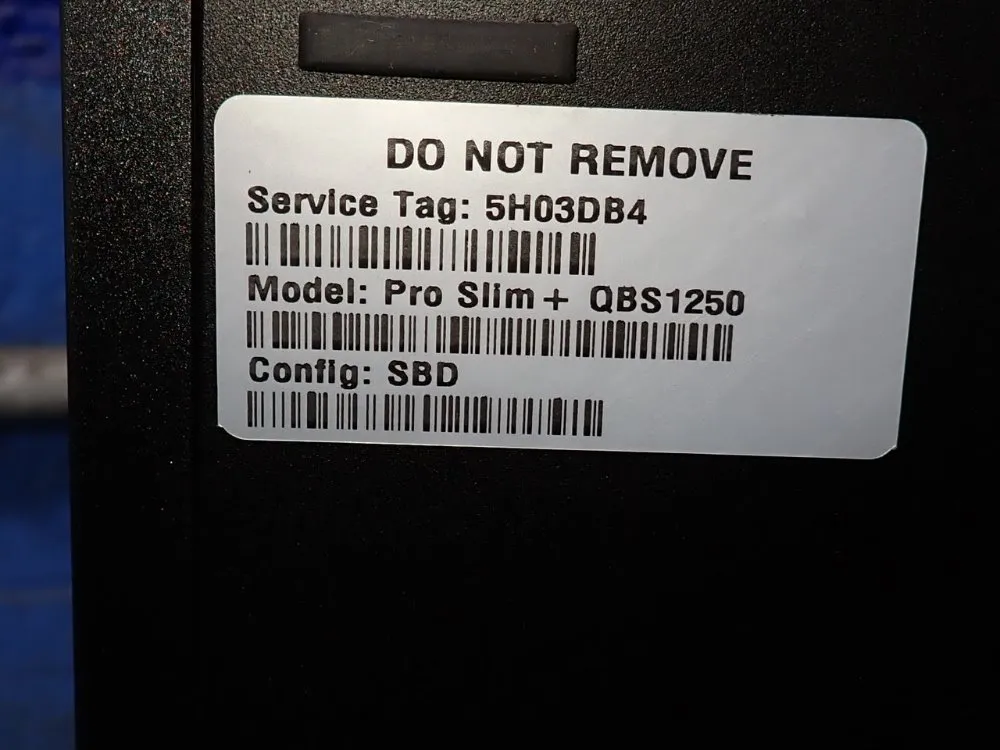 DO NOT REMOVE
Service Tag: 5H03DB4
Model: Pro Slim+ QBS1250
Config: SBD